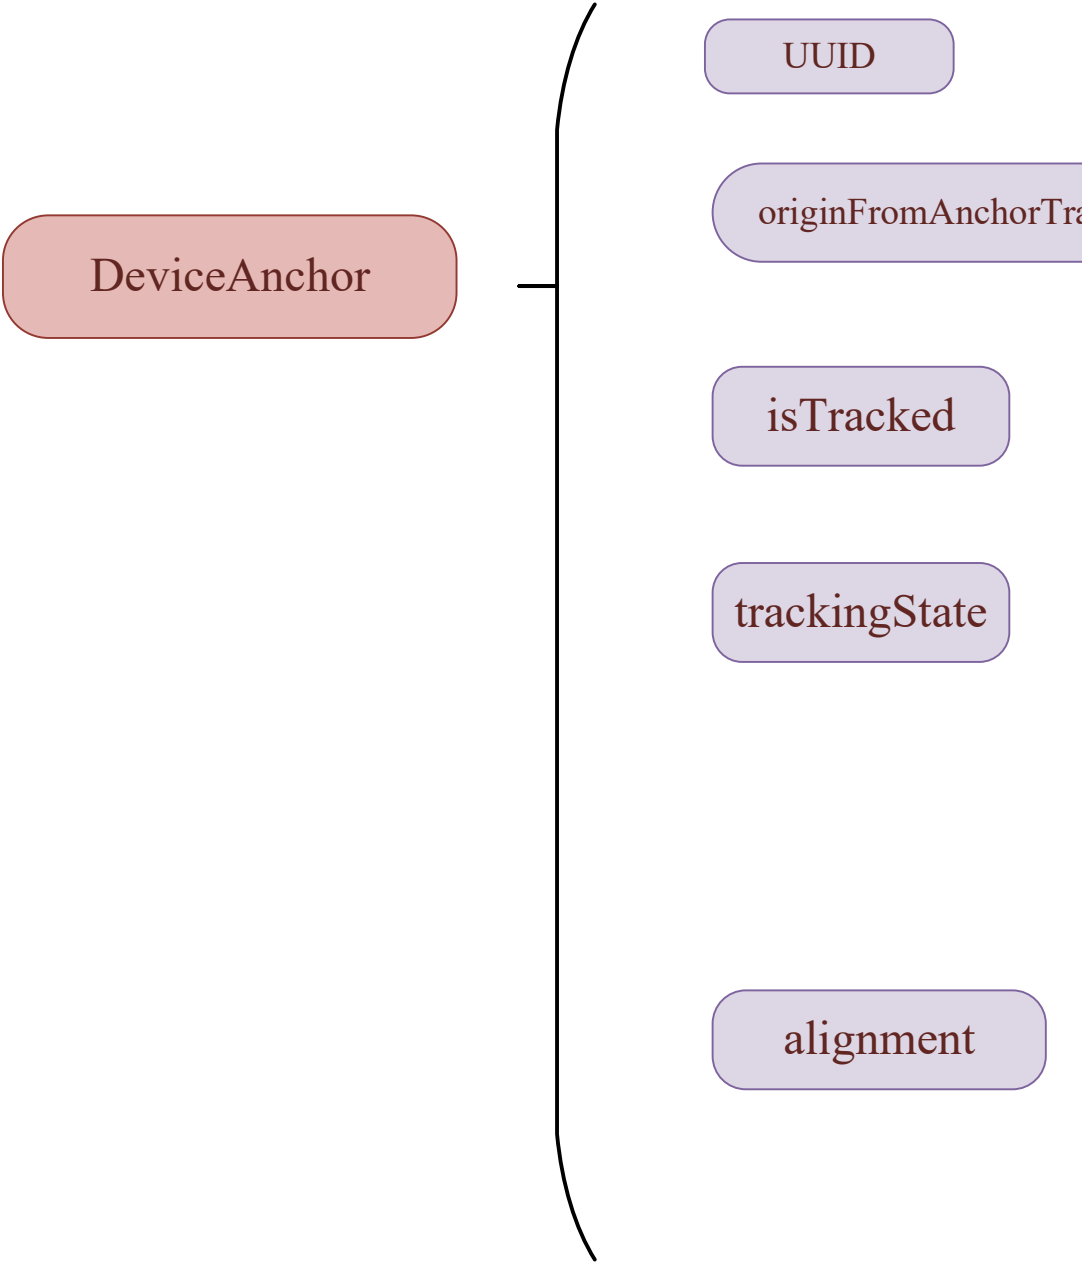 UUID
originFromAnchorTra
DeviceAnchor
isTracked
trackingState
alignment